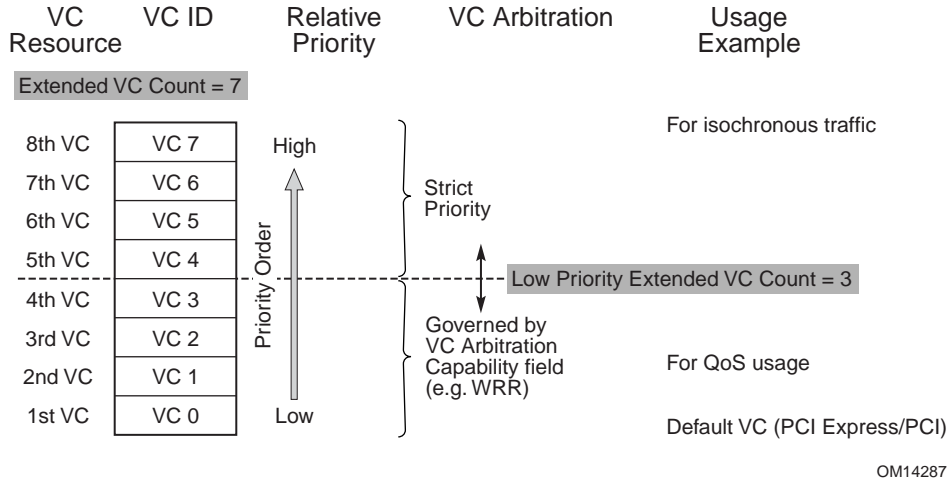 VC Resource
VC ID
Relative Priority
VC Arbitration
Usage Example
Extended VC Count = 7
For isochronous traffic
8th VC VC 7 High
7th VC VC 6
Strict
Priority
6th VC VC 5
5th VC VC 4
Priority Order
Low Priority Extended VC Count = 3
4th VC VC 3
Governed by
VC Arbitration
Capability field
(e.g. WRR)
3rd VC VC 2
For QoS usage
2nd VC VC 1
1st VC VC 0 Low
Default VC (PCI Express/PCI)
OM14287